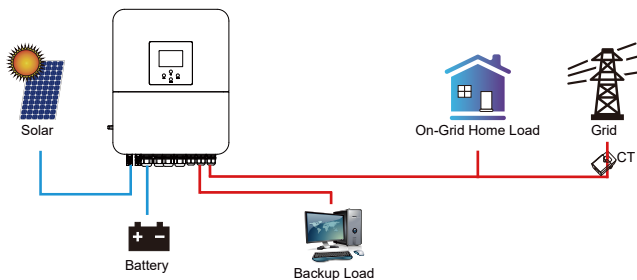 Solar
On-Grid Home Load
Grid
CT
Battery
Backup Load